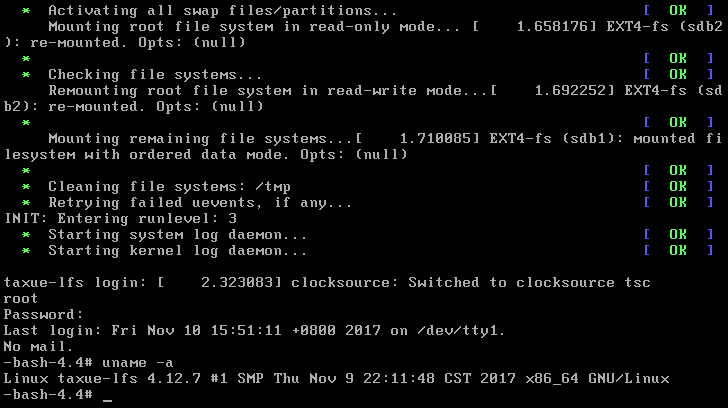 * Activating all swap files/partitions... [ OK ]
Mounting root file system in read-only mode... [ 1.658176] EXT4-fs (sdb2
): re-mounted. Opts: (null)
* [ OK ]
* Checking file systems... [ OK ]
Remounting root file system in read-write mode...[ 1.692252] EXT4-fs (sd
b2): re-mounted. Opts: (null)
* [ OK ]
Mounting remaining file systems...[ 1.710085] EXT4-fs (sdb1): mounted fi
lesystem with ordered data mode. Opts: (null)
* [ OK ]
* Cleaning file systems: /tmp [ OK ]
* Retrying failed uevents, if any... [ OK ]
INIT: Entering runlevel: 3
* Starting system log daemon... [ OK ]
* Starting kernel log daemon... [ OK ]
taxue-lfs login: [ 2.323083] clocksource: Switched to clocksource tsc
root
Password:
Last login: Fri Nov 10 15:51:11 +0800 2017 on /dev/tty1.
No mail.
-bash-4.4# uname -a
Linux taxue-lfs 4.12.7 #1 SMP Thu Nov 9 22:11:48 CST 2017 x86_64 GNU/Linux
-bash-4.4# _